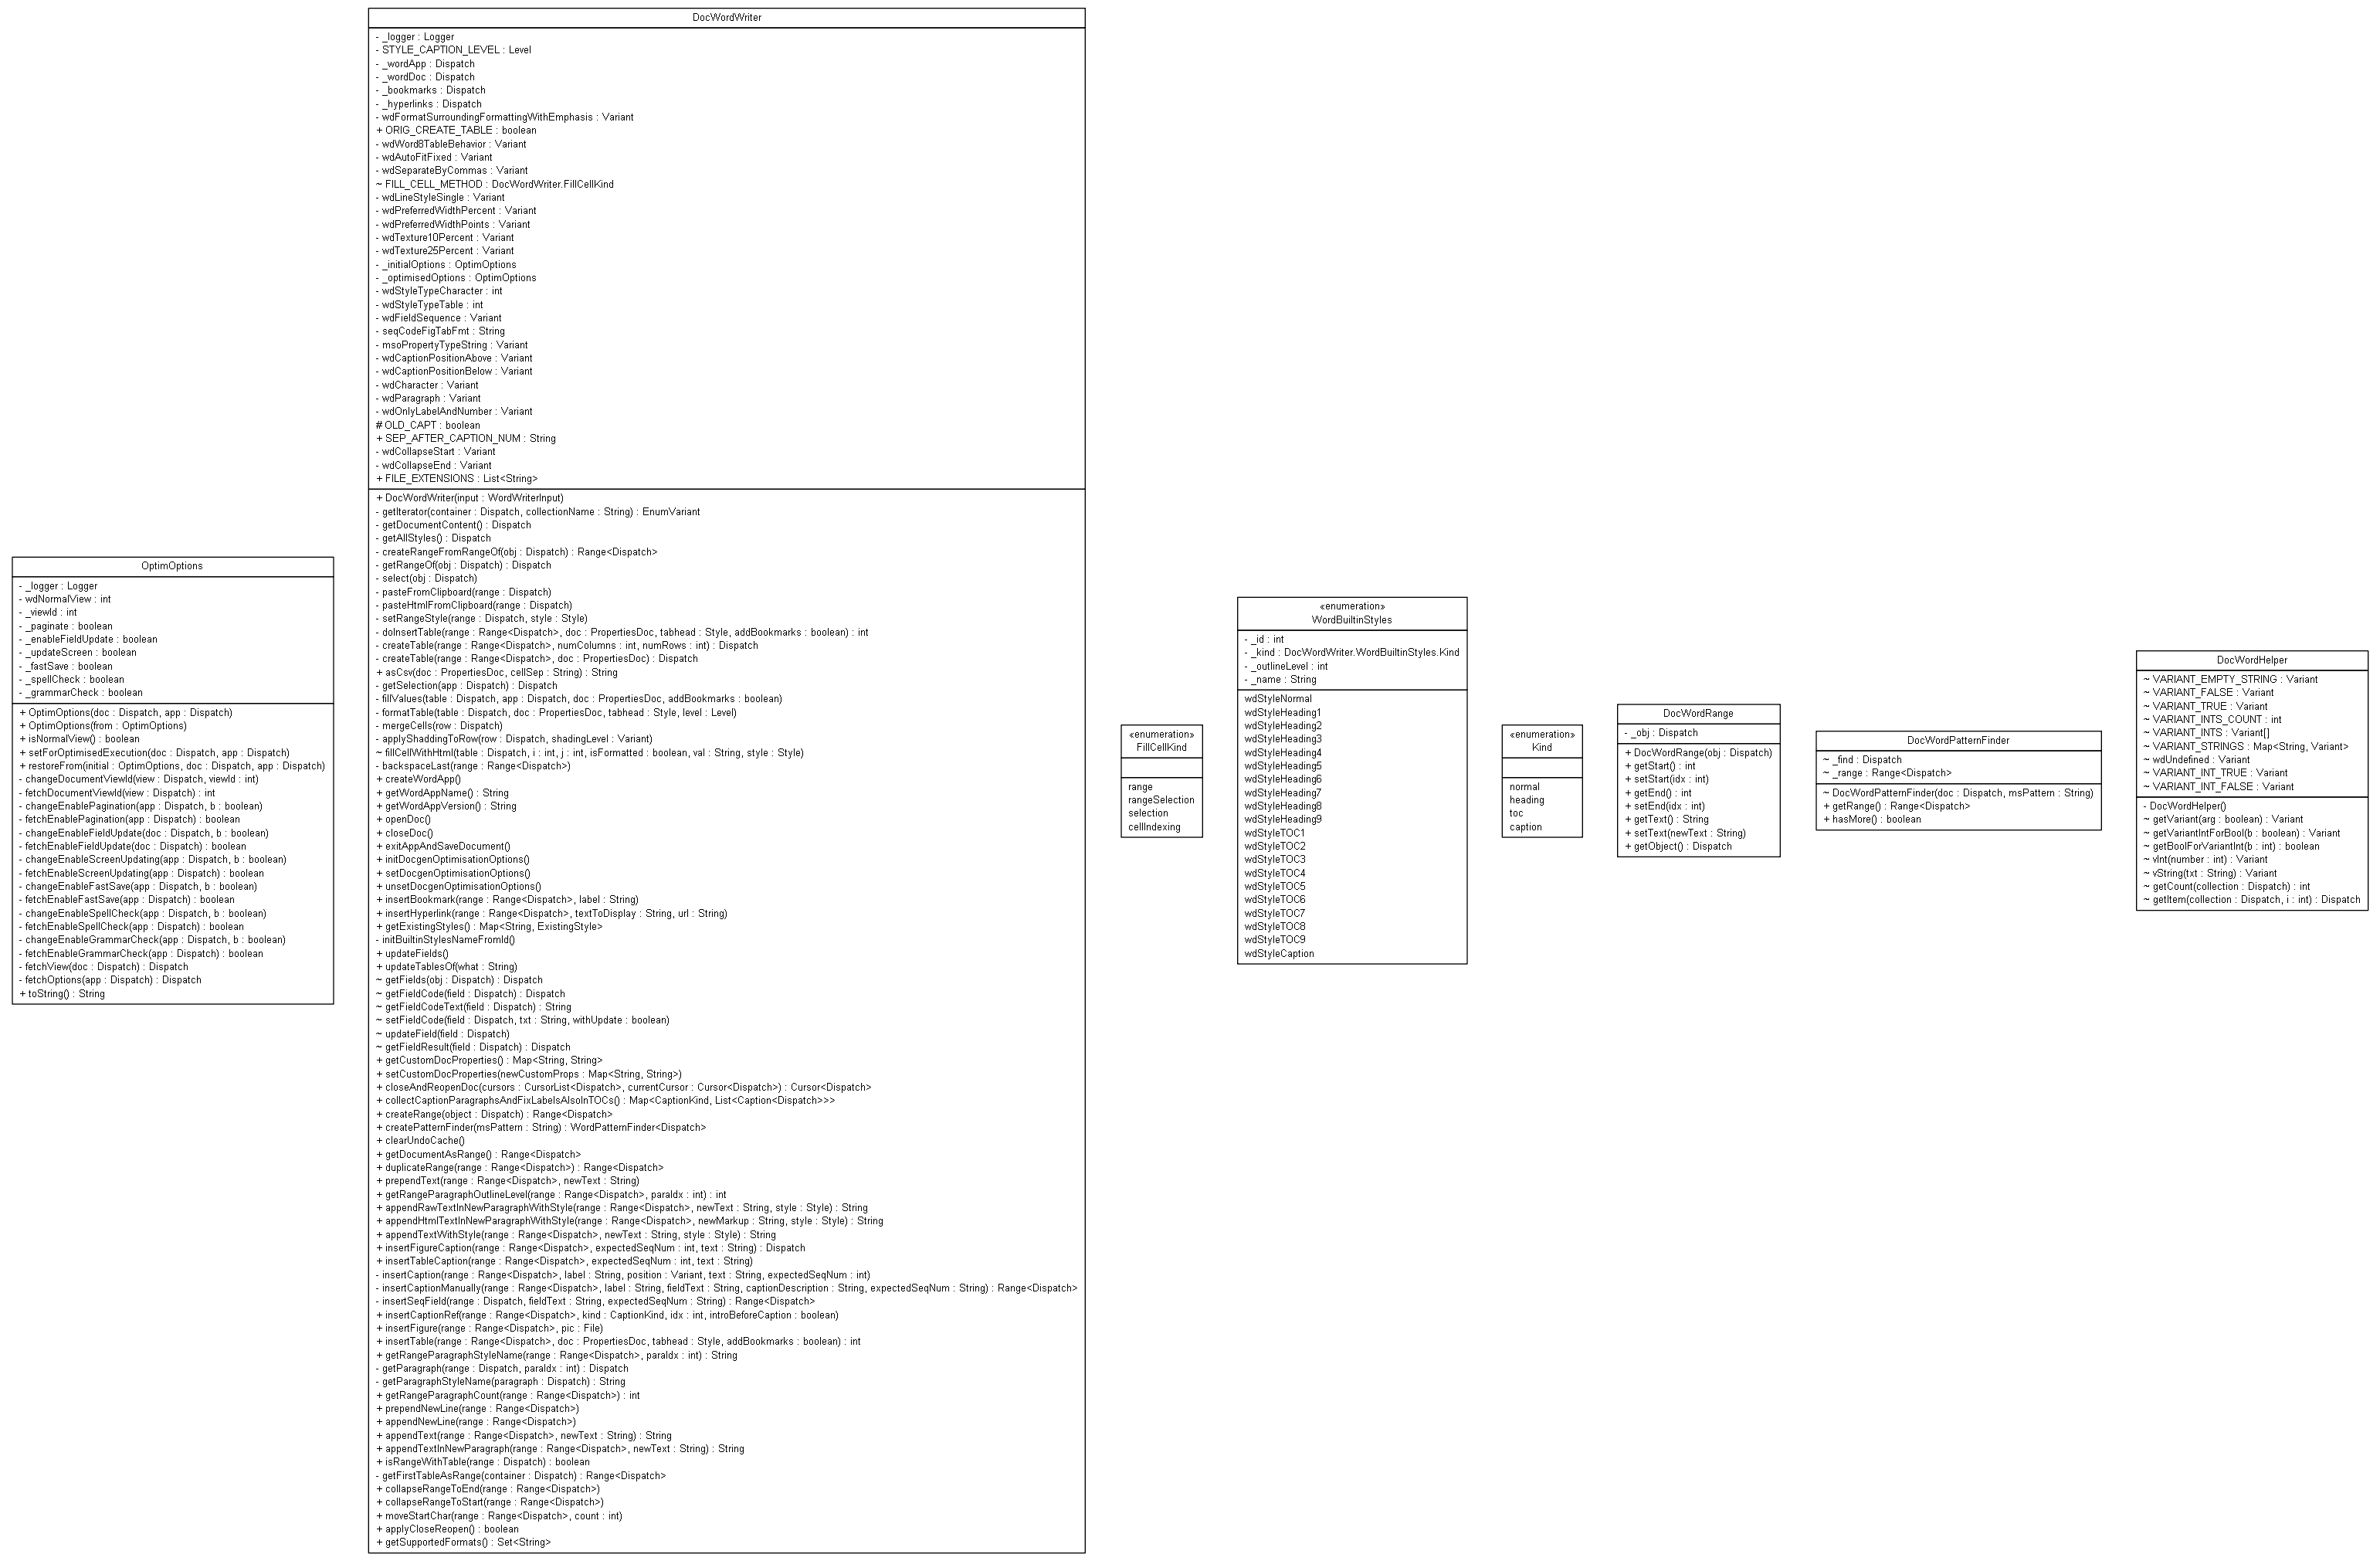 OptimOptions
- _logger : Logger
- wdNormalView : int
- _viewId : int
- _paginate : boolean
- _enableFieldUpdate : boolean
- _updateScreen : boolean
- _fastSave : boolean
- _spellCheck : boolean
- _grammarCheck : boolean
+ OptimOptions(doc : Dispatch, app : Dispatch)
+ OptimOptions(from : OptimOptions)
+ isNormalView() : boolean
+ setForOptimisedExecution(doc : Dispatch, app : Dispatch)
+ restoreFrom(initial : OptimOptions, doc : Dispatch, app : Dispatch)
- changeDocumentViewId(view : Dispatch, viewId : int)
- fetchDocumentViewId(view : Dispatch) : int
- changeEnablePagination(app : Dispatch, b : boolean)
- fetchEnablePagination(app : Dispatch) : boolean
- changeEnableFieldUpdate(doc : Dispatch, b : boolean)
- fetchEnableFieldUpdate(doc : Dispatch) : boolean
- changeEnableScreenUpdating(app : Dispatch, b : boolean)
- fetchEnableScreenUpdating(app : Dispatch) : boolean
- changeEnableFastSave(app : Dispatch, b : boolean)
- fetchEnableFastSave(app : Dispatch) : boolean
- changeEnableSpellCheck(app : Dispatch, b : boolean)
- fetchEnableSpellCheck(app : Dispatch) : boolean
- changeEnableGrammarCheck(app : Dispatch, b : boolean)
- fetchEnableGrammarCheck(app : Dispatch) : boolean
- fetchView(doc : Dispatch) : Dispatch
- fetchOptions(app : Dispatch) : Dispatch
+ toString() : String
DocWordWriter
- _logger : Logger
- STYLE_CAPTION_LEVEL : Level
- _wordApp : Dispatch
- _wordDoc : Dispatch
- _bookmarks : Dispatch
- _hyperlinks : Dispatch
- wdFormatSurroundingFormattingWithEmphasis : Variant
+ ORIG_CREATE_TABLE : boolean
- wdWord8TableBehavior : Variant
- wdAutoFitFixed : Variant
- wdSeparateByCommas : Variant
~ FILL_CELL_METHOD : DocWordWriter.FillCellKind
- wdLineStyleSingle : Variant
- wdPreferredWidthPercent : Variant
- wdPreferredWidthPoints : Variant
- wdTexture10Percent : Variant
- wdTexture25Percent : Variant
- _initialOptions : OptimOptions
- _optimisedOptions : OptimOptions
- wdStyleTypeCharacter : int
- wdStyleTypeTable : int
- wdFieldSequence : Variant
- seqCodeFigTabFmt : String
- msoPropertyTypeString : Variant
- wdCaptionPositionAbove : Variant
- wdCaptionPositionBelow : Variant
- wdCharacter : Variant
- wdParagraph : Variant
- wdOnlyLabelAndNumber : Variant
# OLD_CAPT : boolean
+ SEP_AFTER_CAPTION_NUM : String
- wdCollapseStart : Variant
- wdCollapseEnd : Variant
+ FILE_EXTENSIONS : List<String>
+ DocWordWriter(input : WordWriterInput)
- getIterator(container : Dispatch, collectionName : String) : EnumVariant
- getDocumentContent() : Dispatch
- getAllStyles() : Dispatch
- createRangeFromRangeOf(obj : Dispatch) : Range<Dispatch>
- getRangeOf(obj : Dispatch) : Dispatch
- select(obj : Dispatch)
- pasteFromClipboard(range : Dispatch)
- pasteHtmlFromClipboard(range : Dispatch)
- setRangeStyle(range : Dispatch, style : Style)
- doInsertTable(range : Range<Dispatch>, doc : PropertiesDoc, tabhead : Style, addBookmarks : boolean) : int
- createTable(range : Range<Dispatch>, numColumns : int, numRows : int) : Dispatch
- createTable(range : Range<Dispatch>, doc : PropertiesDoc) : Dispatch
+ asCsv(doc : PropertiesDoc, cellSep : String) : String
- getSelection(app : Dispatch) : Dispatch
- fillValues(table : Dispatch, app : Dispatch, doc : PropertiesDoc, addBookmarks : boolean)
- formatTable(table : Dispatch, doc : PropertiesDoc, tabhead : Style, level : Level)
- mergeCells(row : Dispatch)
- applyShaddingToRow(row : Dispatch, shadingLevel : Variant)
~ fillCellWithHtml(table : Dispatch, i : int, j : int, isFormatted : boolean, val : String, style : Style)
- backspaceLast(range : Range<Dispatch>)
+ createWordApp()
+ getWordAppName() : String
+ getWordAppVersion() : String
+ openDoc()
+ closeDoc()
+ exitAppAndSaveDocument()
+ initDocgenOptimisationOptions()
+ setDocgenOptimisationOptions()
+ unsetDocgenOptimisationOptions()
+ insertBookmark(range : Range<Dispatch>, label : String)
+ insertHyperlink(range : Range<Dispatch>, textToDisplay : String, url : String)
+ getExistingStyles() : Map<String, ExistingStyle>
- initBuiltinStylesNameFromId()
+ updateFields()
+ updateTablesOf(what : String)
~ getFields(obj : Dispatch) : Dispatch
~ getFieldCode(field : Dispatch) : Dispatch
~ getFieldCodeText(field : Dispatch) : String
~ setFieldCode(field : Dispatch, txt : String, withUpdate : boolean)
~ updateField(field : Dispatch)
~ getFieldResult(field : Dispatch) : Dispatch
+ getCustomDocProperties() : Map<String, String>
+ setCustomDocProperties(newCustomProps : Map<String, String>)
+ closeAndReopenDoc(cursors : CursorList<Dispatch>, currentCursor : Cursor<Dispatch>) : Cursor<Dispatch>
+ collectCaptionParagraphsAndFixLabelsAlsoInTOCs() : Map<CaptionKind, List<Caption<Dispatch>>>
+ createRange(object : Dispatch) : Range<Dispatch>
+ createPatternFinder(msPattern : String) : WordPatternFinder<Dispatch>
+ clearUndoCache()
+ getDocumentAsRange() : Range<Dispatch>
+ duplicateRange(range : Range<Dispatch>) : Range<Dispatch>
+ prependText(range : Range<Dispatch>, newText : String)
+ getRangeParagraphOutlineLevel(range : Range<Dispatch>, paraIdx : int) : int
+ appendRawTextInNewParagraphWithStyle(range : Range<Dispatch>, newText : String, style : Style) : String
+ appendHtmlTextInNewParagraphWithStyle(range : Range<Dispatch>, newMarkup : String, style : Style) : String
+ appendTextWithStyle(range : Range<Dispatch>, newText : String, style : Style) : String
+ insertFigureCaption(range : Range<Dispatch>, expectedSeqNum : int, text : String) : Dispatch
+ insertTableCaption(range : Range<Dispatch>, expectedSeqNum : int, text : String)
- insertCaption(range : Range<Dispatch>, label : String, position : Variant, text : String, expectedSeqNum : int)
- insertCaptionManually(range : Range<Dispatch>, label : String, fieldText : String, captionDescription : String, expectedSeqNum : String) : Range<Dispatch>
- insertSeqField(range : Dispatch, fieldText : String, expectedSeqNum : String) : Range<Dispatch>
+ insertCaptionRef(range : Range<Dispatch>, kind : CaptionKind, idx : int, introBeforeCaption : boolean)
+ insertFigure(range : Range<Dispatch>, pic : File)
+ insertTable(range : Range<Dispatch>, doc : PropertiesDoc, tabhead : Style, addBookmarks : boolean) : int
+ getRangeParagraphStyleName(range : Range<Dispatch>, paraIdx : int) : String
- getParagraph(range : Dispatch, paraIdx : int) : Dispatch
- getParagraphStyleName(paragraph : Dispatch) : String
+ getRangeParagraphCount(range : Range<Dispatch>) : int
+ prependNewLine(range : Range<Dispatch>)
+ appendNewLine(range : Range<Dispatch>)
+ appendText(range : Range<Dispatch>, newText : String) : String
+ appendTextInNewParagraph(range : Range<Dispatch>, newText : String) : String
+ isRangeWithTable(range : Dispatch) : boolean
- getFirstTableAsRange(container : Dispatch) : Range<Dispatch>
+ collapseRangeToEnd(range : Range<Dispatch>)
+ collapseRangeToStart(range : Range<Dispatch>)
+ moveStartChar(range : Range<Dispatch>, count : int)
+ applyCloseReopen() : boolean
+ getSupportedFormats() : Set<String>
«enumeration»
FillCellKind
range
rangeSelection
selection
cellIndexing
«enumeration»
WordBuiltinStyles
- _id : int
- _kind : DocWordWriter.WordBuiltinStyles.Kind
- _outlineLevel : int
- _name : String
wdStyleNormal
wdStyleHeading1
wdStyleHeading2
wdStyleHeading3
wdStyleHeading4
wdStyleHeading5
wdStyleHeading6
wdStyleHeading7
wdStyleHeading8
wdStyleHeading9
wdStyleTOC1
wdStyleTOC2
wdStyleTOC3
wdStyleTOC4
wdStyleTOC5
wdStyleTOC6
wdStyleTOC7
wdStyleTOC8
wdStyleTOC9
wdStyleCaption
«enumeration»
Kind
normal
heading
toc
caption
DocWordRange
- _obj : Dispatch
+ DocWordRange(obj : Dispatch)
+ getStart() : int
+ setStart(idx : int)
+ getEnd() : int
+ setEnd(idx : int)
+ getText() : String
+ setText(newText : String)
+ getObject() : Dispatch
DocWordPatternFinder
~ _find : Dispatch
~ _range : Range<Dispatch>
~ DocWordPatternFinder(doc : Dispatch, msPattern : String)
+ getRange() : Range<Dispatch>
+ hasMore() : boolean
DocWordHelper
~ VARIANT_EMPTY_STRING : Variant
~ VARIANT_FALSE : Variant
~ VARIANT_TRUE : Variant
~ VARIANT_INTS_COUNT : int
~ VARIANT_INTS : Variant[]
~ VARIANT_STRINGS : Map<String, Variant>
~ wdUndefined : Variant
~ VARIANT_INT_TRUE : Variant
~ VARIANT_INT_FALSE : Variant
- DocWordHelper()
~ getVariant(arg : boolean) : Variant
~ getVariantIntForBool(b : boolean) : Variant
~ getBoolForVariantInt(b : int) : boolean
~ vInt(number : int) : Variant
~ vString(txt : String) : Variant
~ getCount(collection : Dispatch) : int
~ getItem(collection : Dispatch, i : int) : Dispatch